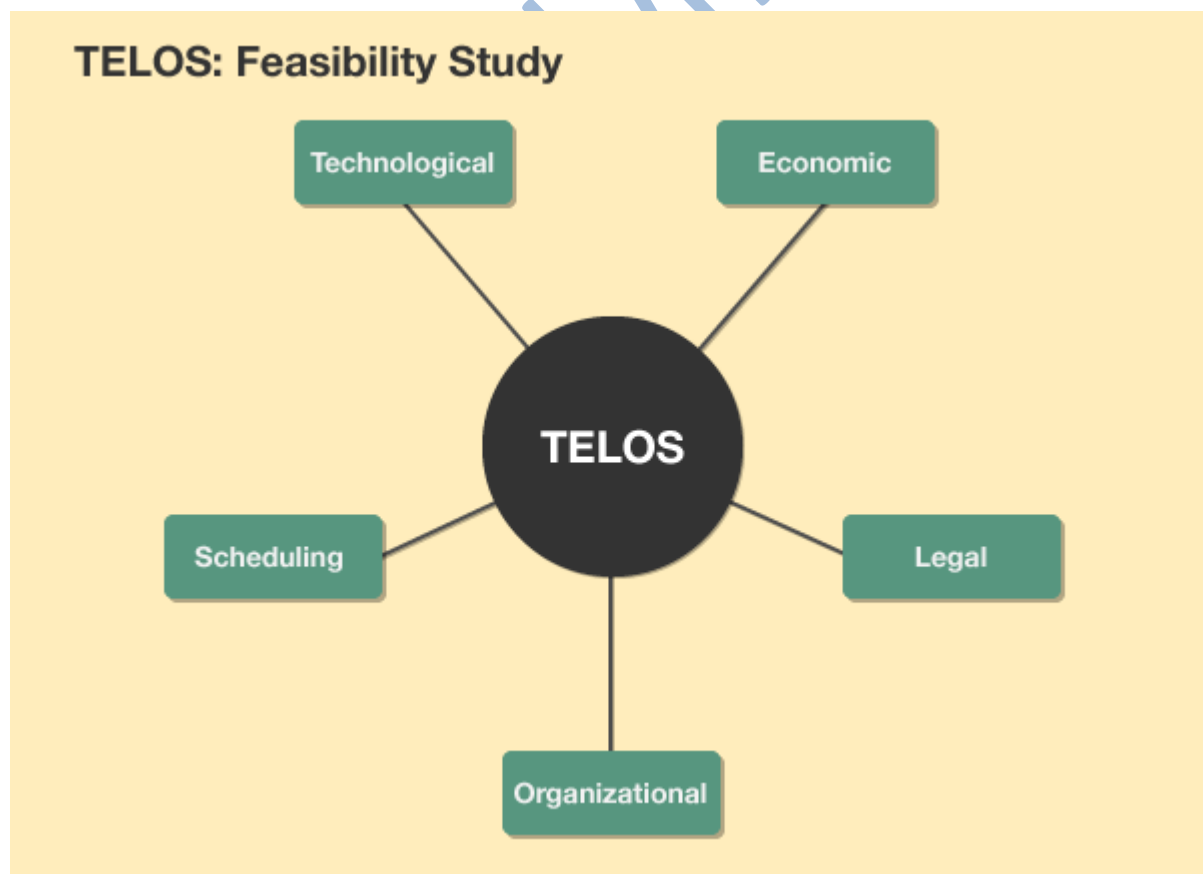 TELOS: Feasibility Study
Technological
Economic
TELOS
Scheduling
Legal
Organizational